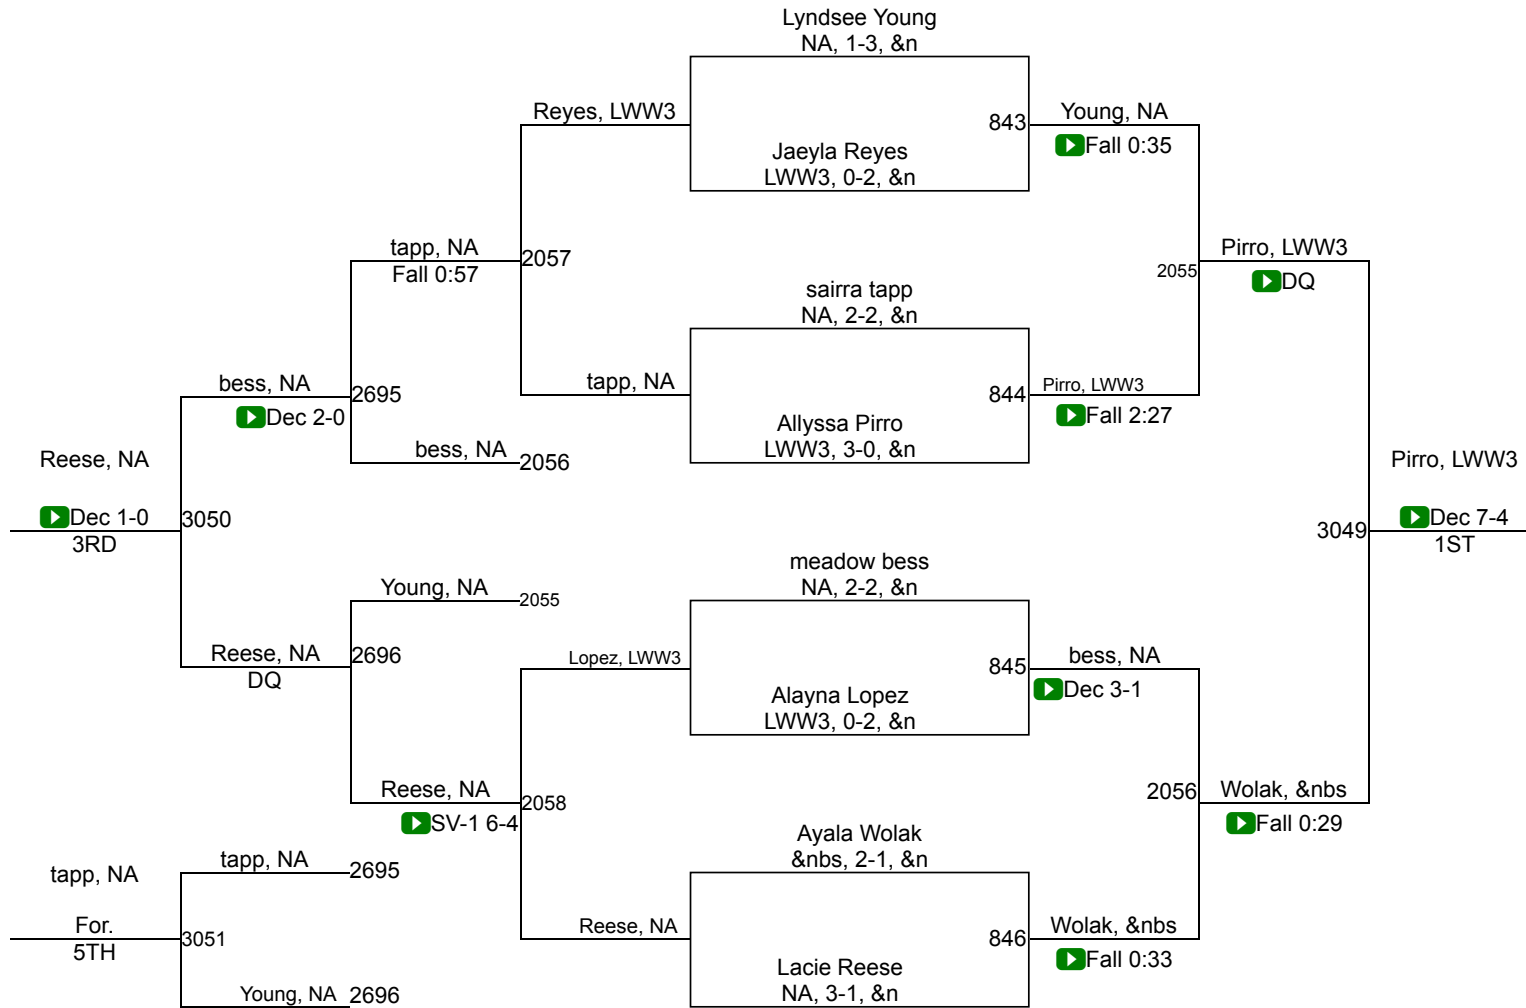 Lyndsee Young
NA, 1-3, &n
Reyes, LWW3
843
Young, NA
Fall 0:35
Jaeyla Reyes
LWW3, 0-2, &n
tapp, NA
Fall 0:57
2057
2055
Pirro, LWW3
DQ
sairra tapp
NA, 2-2, &n
bess, NA
Dec 2-0
2695
tapp, NA
844
Pirro, LWW3
Fall 2:27
Allyssa Pirro
LWW3, 3-0, &n
bess, NA
2056
Reese, NA
Dec 1-0
3RD
3050
Pirro, LWW3
3049
Dec 7-4
1ST
meadow bess
NA, 2-2, &n
Young, NA
2055
Reese, NA
DQ
2696
Lopez, LWW3
845
bess, NA
Dec 3-1
Alayna Lopez
LWW3, 0-2, &n
Reese, NA
SV-1 6-4
2058
2056
Wolak, &nbs
Fall 0:29
Ayala Wolak
&nbs, 2-1, &n
tapp, NA
tapp, NA
2695
For.
5TH
3051
Reese, NA
846
Wolak, &nbs
Fall 0:33
Lacie Reese
NA, 3-1, &n
Young, NA
2696